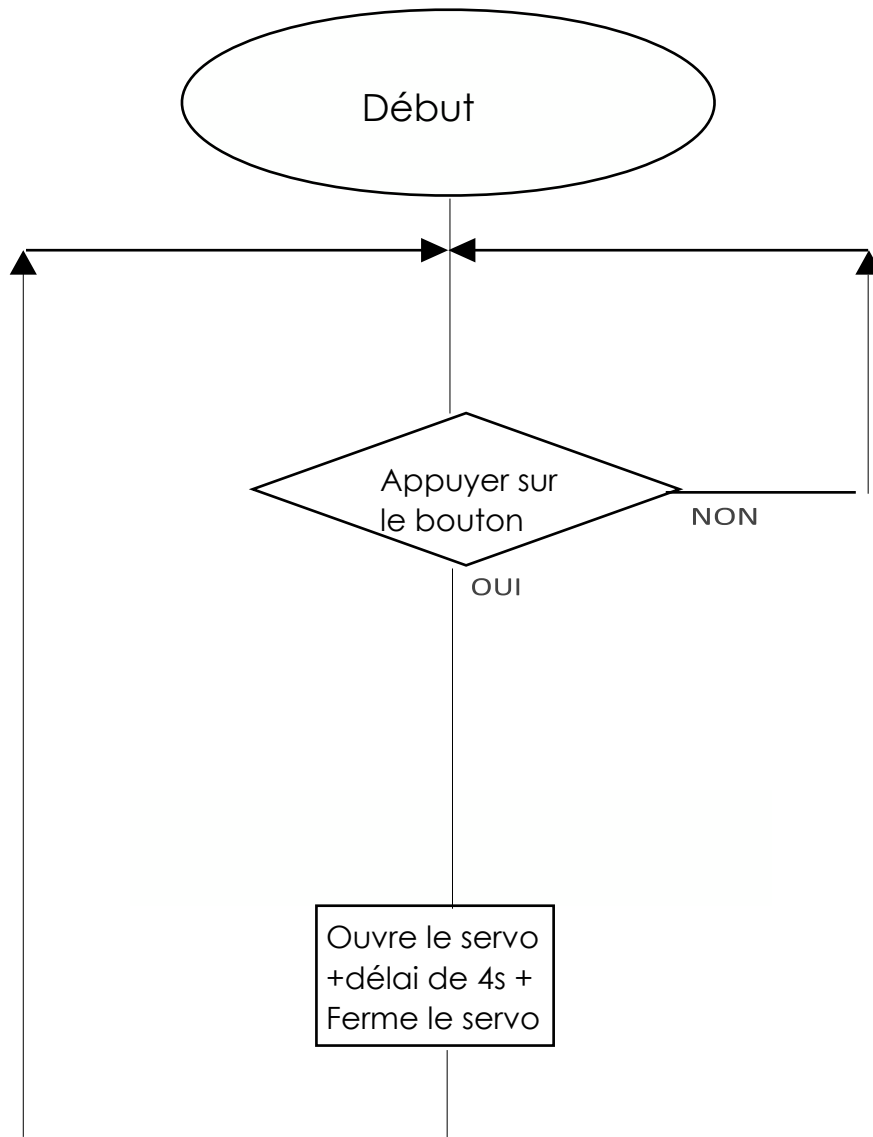 Début
Appuyer sur
le bouton
NON
OUI
Ouvre le servo
+délai de 4s +
Ferme le servo